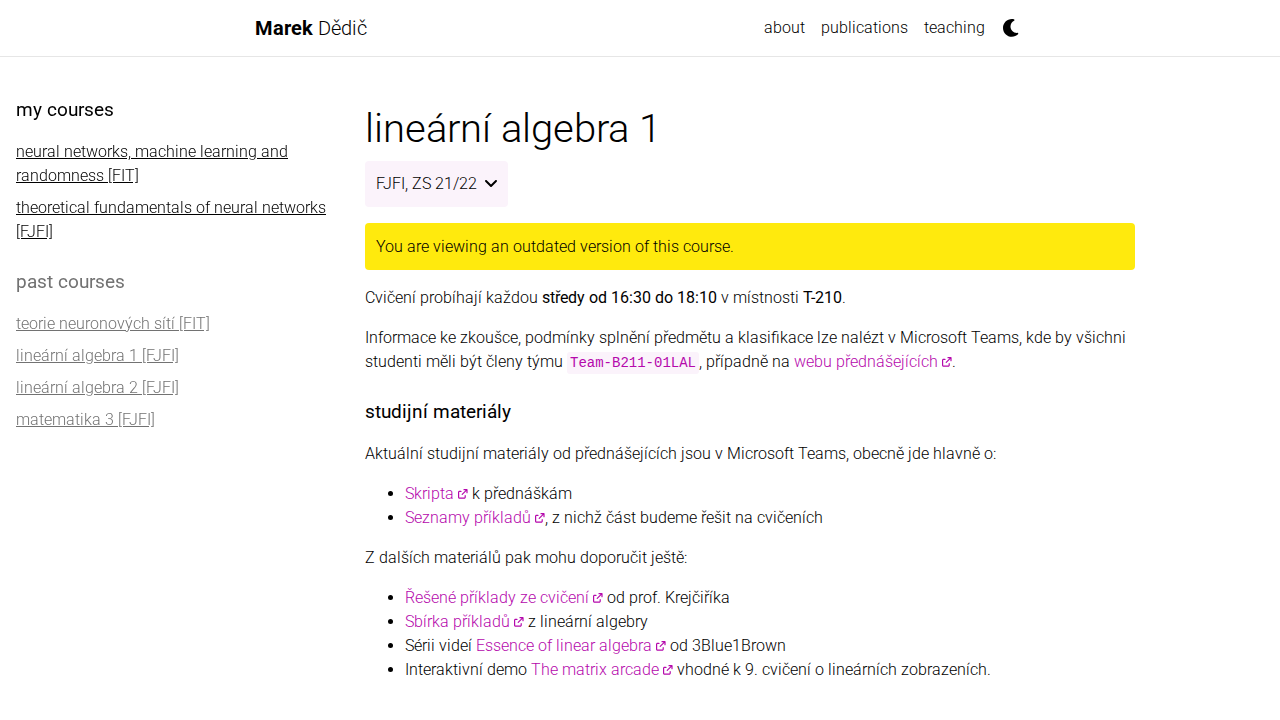 Marek Dědič
about publications teaching
my courses
neural networks, machine learning and
randomness [FIT]
theoretical fundamentals of neural networks
[FJFI]
past courses
teorie neuronových sítí [FIT]
lineární algebra 1 [FJFI]
lineární algebra 2 [FJFI]
matematika 3 [FJFI]
lineární algebra 1
FJFI, ZS 21/22
You are viewing an outdated version of this course.
Cvičení probíhají každou středy od 16:30 do 18:10 v místnosti T-210.
Informace ke zkoušce, podmínky splnění předmětu a klasifikace lze nalézt v Microsoft Teams, kde by všichni
studenti měli být členy týmu Team-B211-01LAL, případně na webu přednášejících.
studijní materiály
Aktuální studijní materiály od přednášejících jsou v Microsoft Teams, obecně jde hlavně o:
Skripta k přednáškám
Seznamy příkladů, z nichž část budeme řešit na cvičeních
Z dalších materiálů pak mohu doporučit ještě:
Řešené příklady ze cvičení od prof. Krejčiříka
Sbírka příkladů z lineární algebry
Sérii videí Essence of linear algebra od 3Blue1Brown
Interaktivní demo The matrix arcade vhodné k 9. cvičení o lineárních zobrazeních.